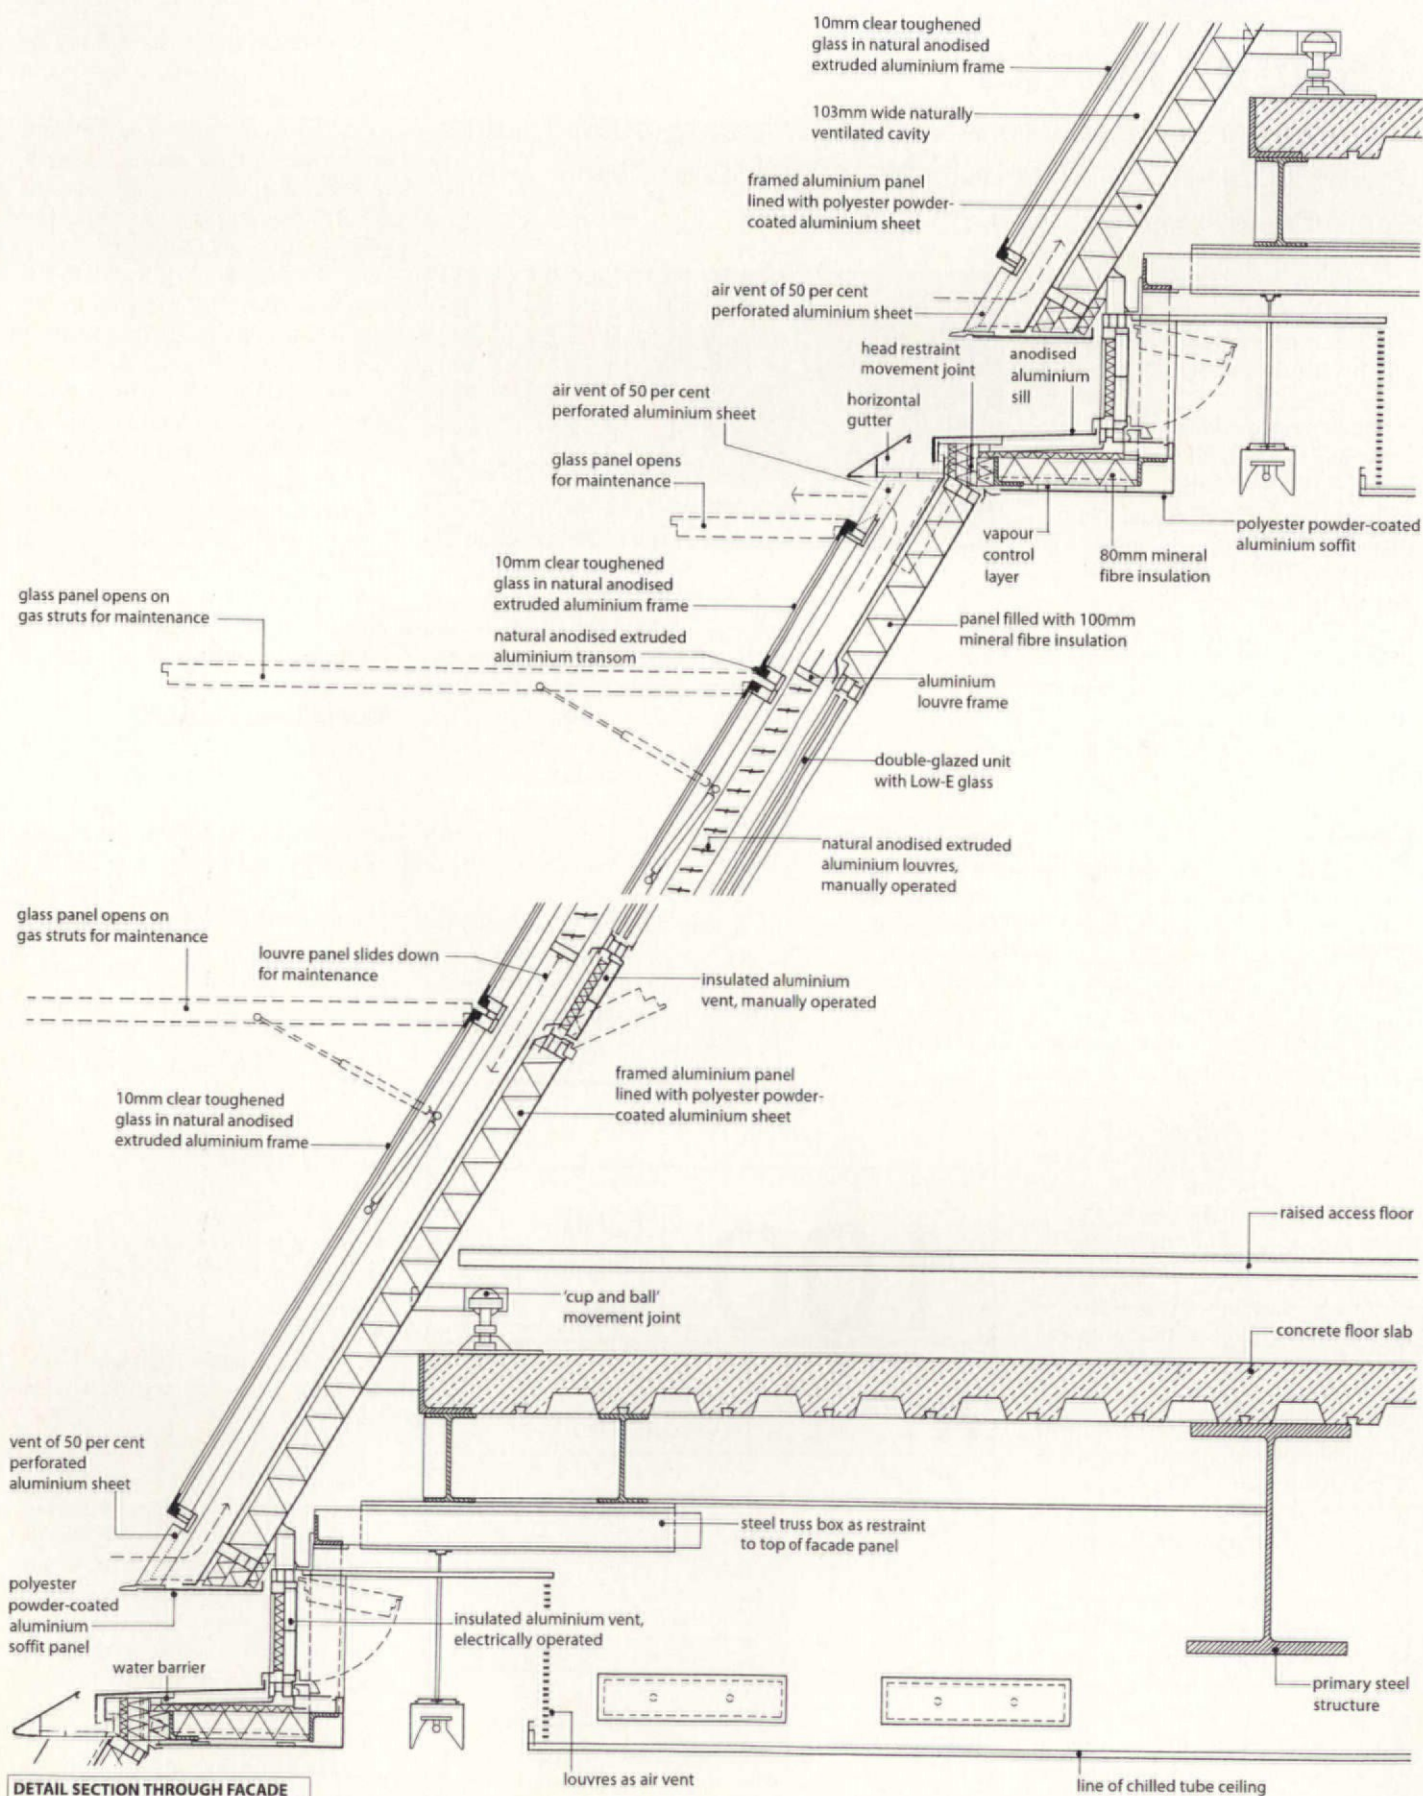 10mm clear toughened
glass in natural anodised
extruded aluminium frame
103mm wide naturally
ventilated cavity
framed aluminium panel
lined with polyester powder-
coated aluminium sheet
air vent of 50 per cent
perforated aluminium sheet
head restraint
movement joint
anodised
aluminium
sill
air vent of 50 per cent
perforated aluminium sheet
horizontal
gutter
glass panel opens
for maintenance
vapour
control
layer
80mm mineral
fibre insulation
polyester powder-coated
aluminium soffit
10mm clear toughened
glass in natural anodised
extruded aluminium frame
glass panel opens on
gas struts for maintenance
natural anodised extruded
aluminium transom
panel filled with 100mm
mineral fibre insulation
aluminium
louvre frame
double-glazed unit
with Low-E glass
natural anodised extruded
aluminium louvres,
manually operated
glass panel opens on
gas struts for maintenance
louvre panel slides down
for maintenance
insulated aluminium
vent, manually operated
framed aluminium panel
lined with polyester powder-
coated aluminium sheet
10mm clear toughened
glass in natural anodised
extruded aluminium frame
raised access floor
'cup and ball'
movement joint
concrete floor slab
vent of 50 per cent
perforated
aluminium sheet
steel truss box as restraint
to top of facade panel
polyester
powder-coated
aluminium
soffit panel
insulated aluminium vent,
electrically operated
water barrier
primary steel
structure
louvres as air vent
line of chilled tube ceiling
DETAIL SECTION THROUGH FACADE